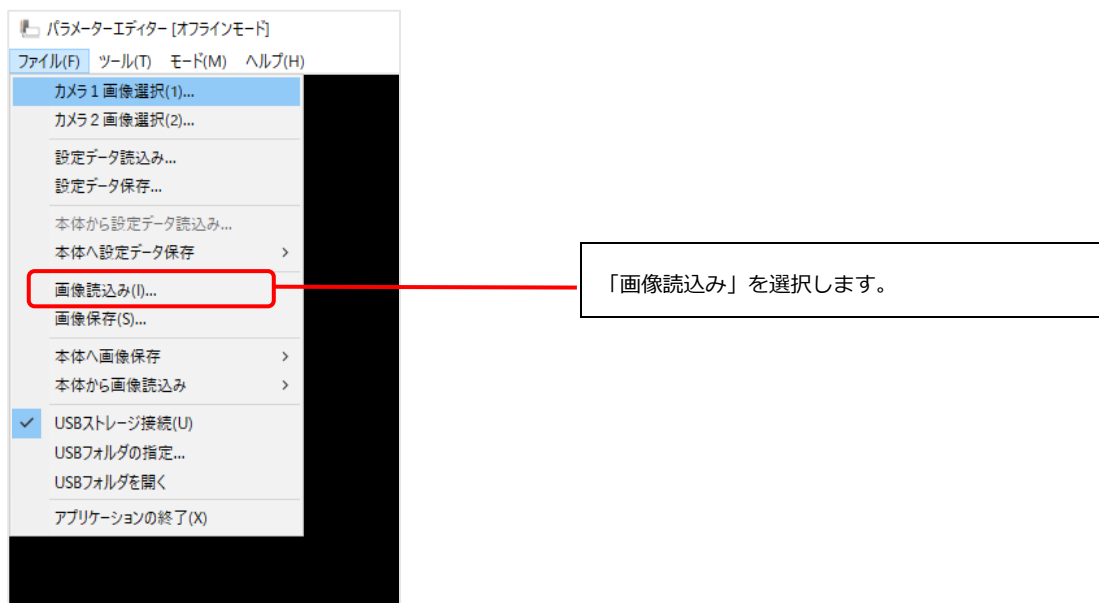 パラメーターエディター [オフラインモード]
ファイル(F) ツール(T) モード(M) ヘルプ(H)
カメラ１画像選択(1)...
カメラ２画像選択(2)...
設定データ読込み...
設定データ保存...
本体から設定データ読込み...
本体へ設定データ保存 >
画像読込み(I)...
画像保存(S)...
本体へ画像保存 >
本体から画像読込み >
✓ USBストレージ接続(U)
USBフォルダの指定...
USBフォルダを開く
アプリケーションの終了(X)
「画像読込み」を選択します。